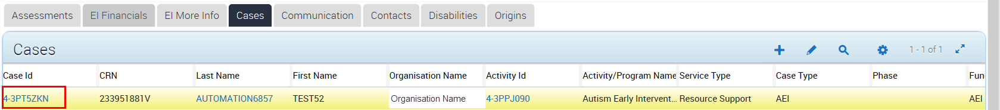 Assessments EI Financials EI More Info Cases Communication Contacts Disabilities Origins
Cases 1 - 1 of 1
Case Id CRN Last Name First Name Organisation Name Activity Id Activity/Program Name Service Type Case Type Phase Fun
4-3PT5ZKN 233951881V AUTOMATION6857 TEST52 Organisation Name 4-3PPJ090 Autism Early Intervent... Resource Support AEI AEI